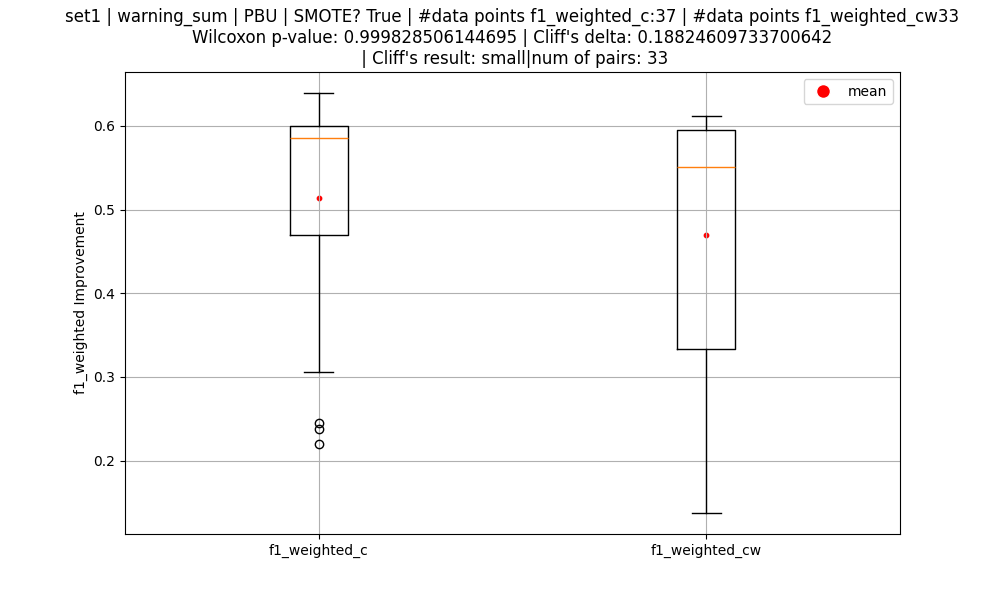 set1 | warning_sum | PBU | SMOTE? True | #data points f1_weighted_c:37 | #data points f1_weighted_cw33
Wilcoxon p-value: 0.999828506144695 | Cliff's delta: 0.18824609733700642
| Cliff's result: small|num of pairs: 33
mean
f1_weighted Improvement
0.6
0.5
0.4
0.3
0.2
f1_weighted_c
f1_weighted_cw